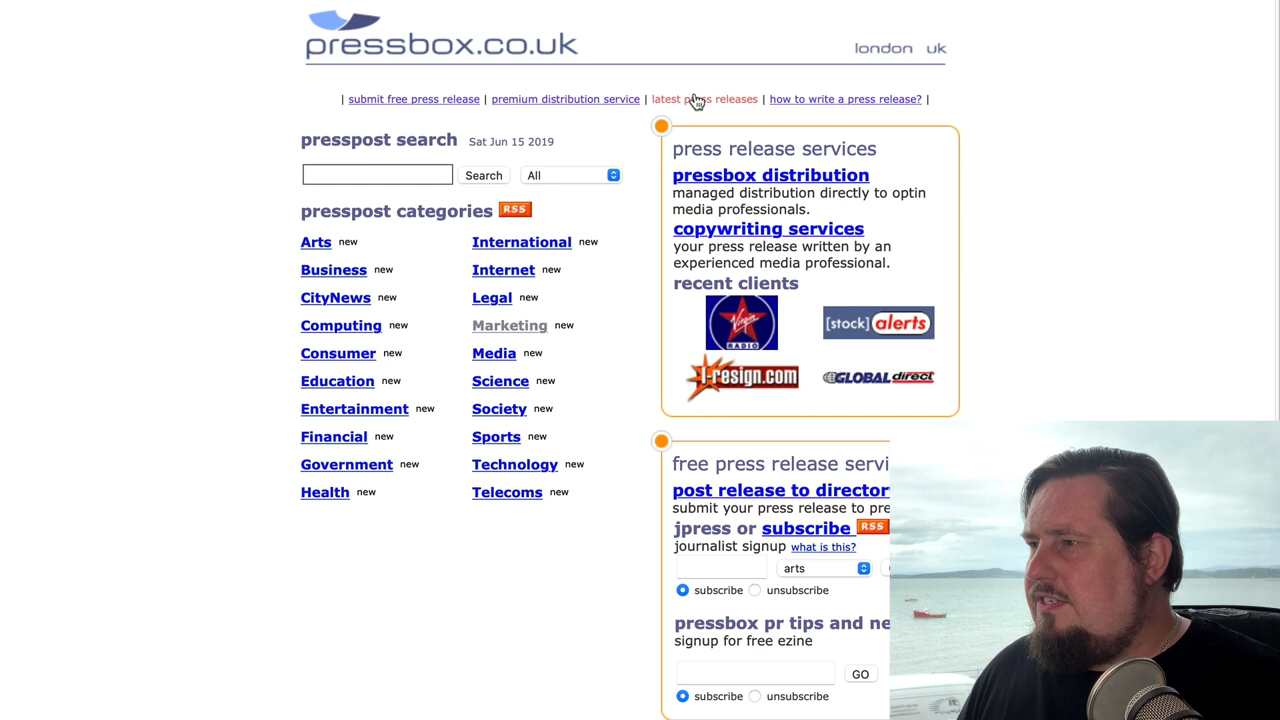 pressbox.co.uk
london uk
| submit free press release | premium distribution service | latest press releases | how to write a press release? |
presspost search Sat Jun 15 2019
Search All
presspost categories RSS
Arts new International new
Business new Internet new
CityNews new Legal new
Computing new Marketing new
Consumer new Media new
Education new Science new
Entertainment new Society new
Financial new Sports new
Government new Technology new
Health new Telecoms new
press release services
pressbox distribution
managed distribution directly to optin
media professionals.
copywriting services
your press release written by an
experienced media professional.
recent clients
Virgin RADIO
[stock] alerts
i-resign.com
GLOBAL direct
free press release servi
post release to director
submit your press release to pre
jpress or subscribe RSS
journalist signup what is this?
arts
subscribe unsubscribe
pressbox pr tips and ne
signup for free ezine
GO
subscribe unsubscribe